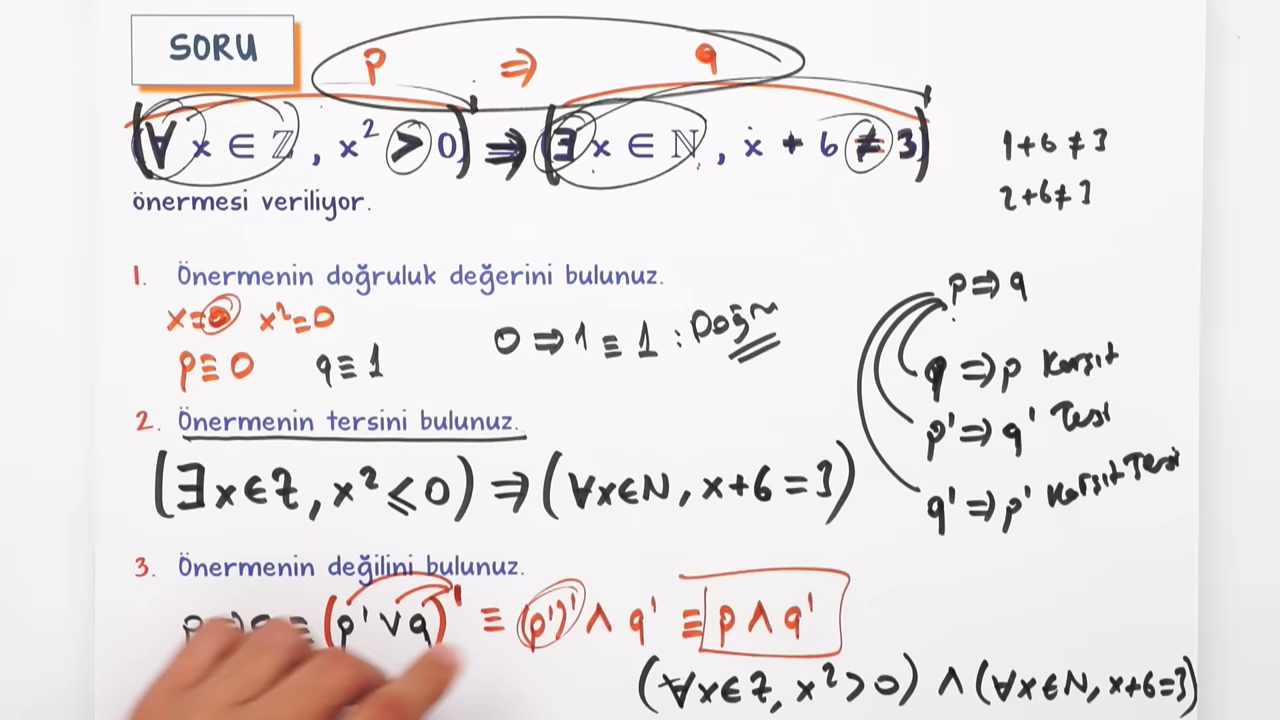 SORU
p ⇒ q
(∀ x ∈ ℤ , x² > 0) ⇒ (∃ x ∈ ℕ , x + 6 ≠ 3)
önermesi veriliyor.
1+6 ≠ 3
2+6 ≠ 3
1. Önermenin doğruluk değerini bulunuz.
x=0 x²=0
p≡0 q≡1
0 ⇒ 1 ≡ 1 : Doğru
p ⇒ q
q ⇒ p Karşıt
p' ⇒ q' Tersi
q' ⇒ p' Karşıt Tersi
2. Önermenin tersini bulunuz.
(∃x∈Z, x² ≤ 0) ⇒ (∀x∈N, x+6=3)
3. Önermenin değilini bulunuz.
≡ (p' ∨ q)' ≡ (p')' ∧ q' ≡ p ∧ q'
(∀x∈Z, x²>0) ∧ (∀x∈N, x+6=3)